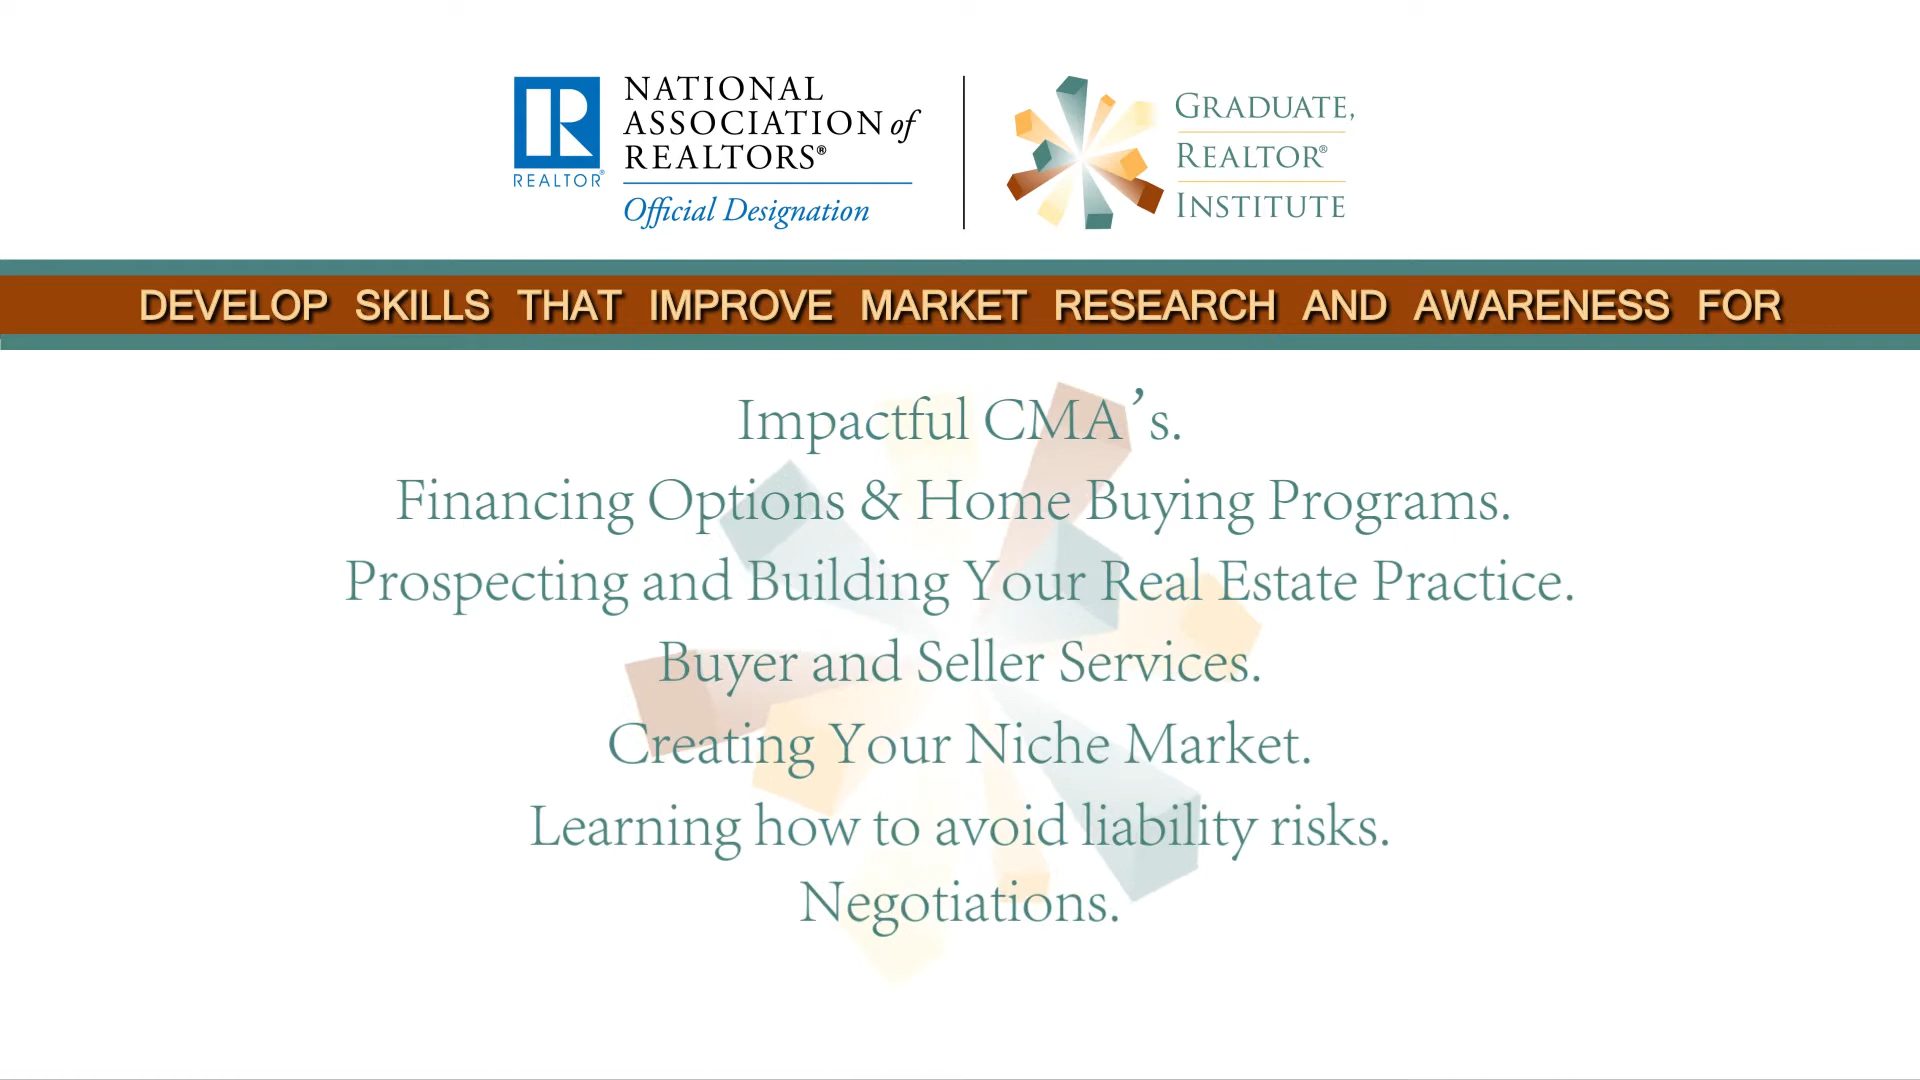 NATIONAL
ASSOCIATION of
REALTORS®
REALTOR®
Official Designation
GRADUATE,
REALTOR®
INSTITUTE
DEVELOP SKILLS THAT IMPROVE MARKET RESEARCH AND AWARENESS FOR
Impactful CMA’s.
Financing Options & Home Buying Programs.
Prospecting and Building Your Real Estate Practice.
Buyer and Seller Services.
Creating Your Niche Market.
Learning how to avoid liability risks.
Negotiations.